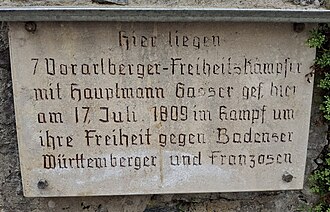 Hier liegen
7 Vorarlberger-Freiheitskämpfer
mit Hauptmann Gasser gef. hier
am 17. Juli. 1809 im Kampf um
ihre Freiheit gegen Badenser
Württemberger und Franzosen